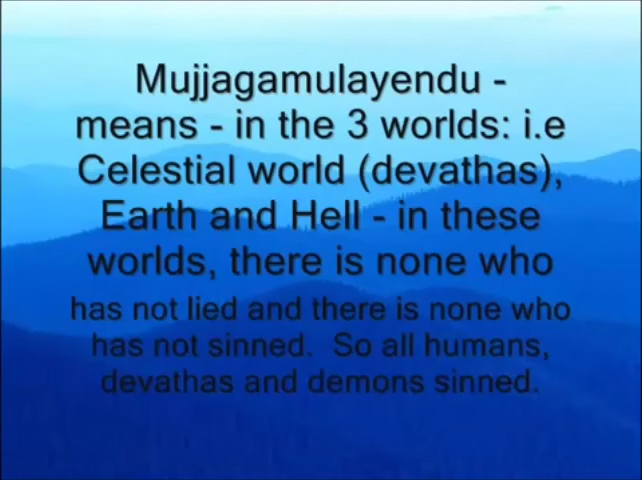 Mujjagamulayendu -
means - in the 3 worlds: i.e
Celestial world (devathas),
Earth and Hell - in these
worlds, there is none who
has not lied and there is none who
has not sinned.  So all humans,
devathas and demons sinned.